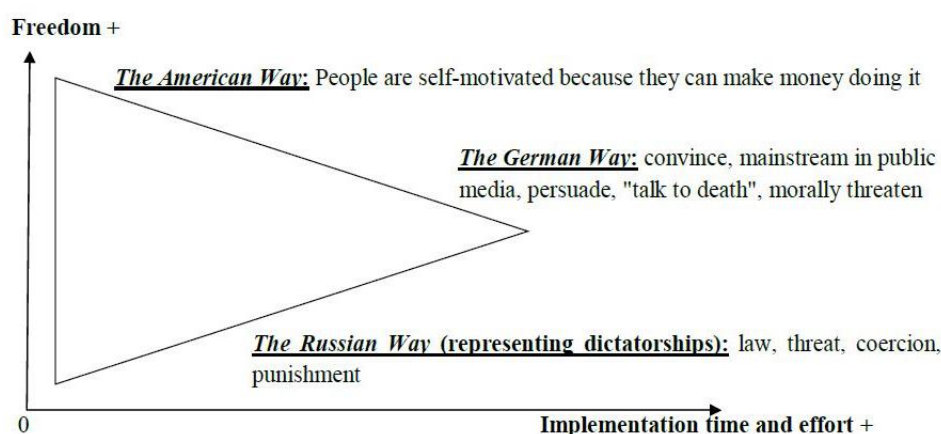 Freedom +
The American Way: People are self-motivated because they can make money doing it
The German Way: convince, mainstream in public
media, persuade, "talk to death", morally threaten
The Russian Way (representing dictatorships): law, threat, coercion,
punishment
0
Implementation time and effort +